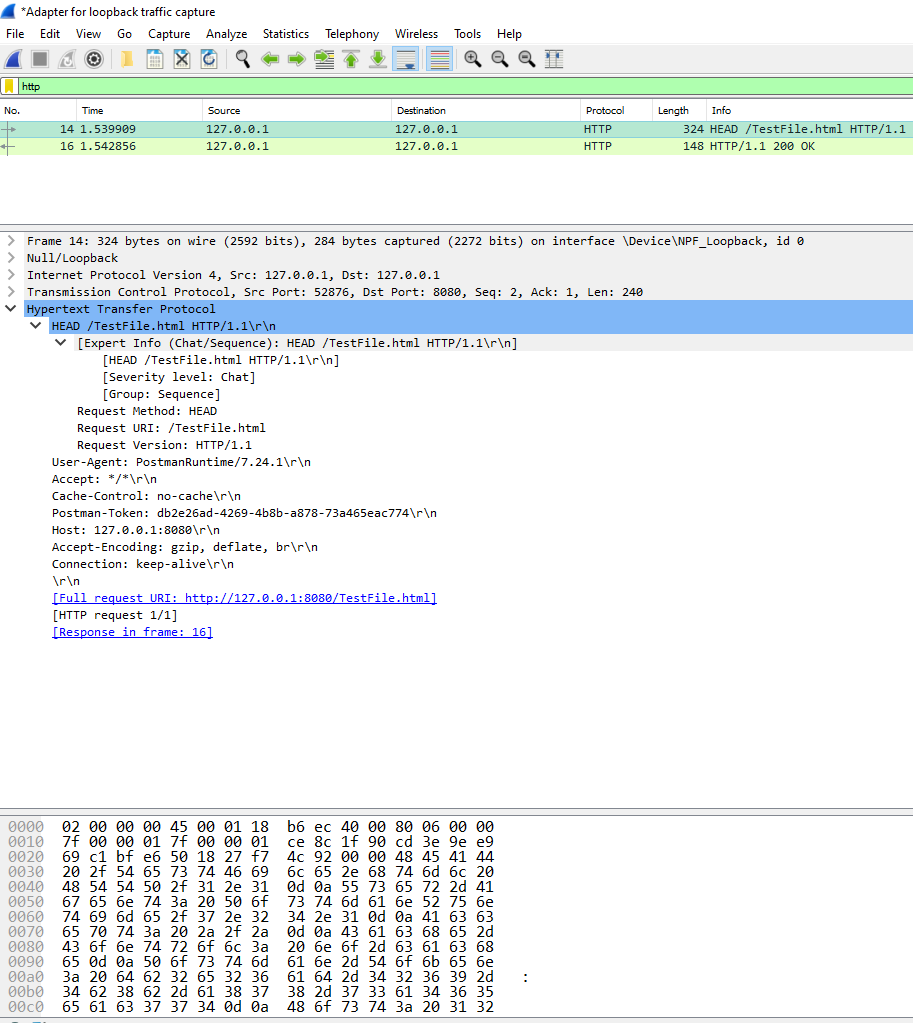 *Adapter for loopback traffic capture
File Edit View Go Capture Analyze Statistics Telephony Wireless Tools Help
http
No. Time Source Destination Protocol Length Info
14 1.539909 127.0.0.1 127.0.0.1 HTTP 324 HEAD /TestFile.html HTTP/1.1
16 1.542856 127.0.0.1 127.0.0.1 HTTP 148 HTTP/1.1 200 OK
Frame 14: 324 bytes on wire (2592 bits), 284 bytes captured (2272 bits) on interface \Device\NPF_Loopback, id 0
Null/Loopback
Internet Protocol Version 4, Src: 127.0.0.1, Dst: 127.0.0.1
Transmission Control Protocol, Src Port: 52876, Dst Port: 8080, Seq: 2, Ack: 1, Len: 240
Hypertext Transfer Protocol
HEAD /TestFile.html HTTP/1.1\r\n
[Expert Info (Chat/Sequence): HEAD /TestFile.html HTTP/1.1\r\n]
[HEAD /TestFile.html HTTP/1.1\r\n]
[Severity level: Chat]
[Group: Sequence]
Request Method: HEAD
Request URI: /TestFile.html
Request Version: HTTP/1.1
User-Agent: PostmanRuntime/7.24.1\r\n
Accept: */*\r\n
Cache-Control: no-cache\r\n
Postman-Token: db2e26ad-4269-4b8b-a878-73a465eac774\r\n
Host: 127.0.0.1:8080\r\n
Accept-Encoding: gzip, deflate, br\r\n
Connection: keep-alive\r\n
\r\n
[Full request URI: http://127.0.0.1:8080/TestFile.html]
[HTTP request 1/1]
[Response in frame: 16]
0000 02 00 00 00 45 00 01 18 b6 ec 40 00 80 06 00 00
0010 7f 00 00 01 7f 00 00 01 ce 8c 1f 90 cd 3e 9e e9
0020 69 c1 bf e6 50 18 27 f7 4c 92 00 00 48 45 41 44
0030 20 2f 54 65 73 74 46 69 6c 65 2e 68 74 6d 6c 20
0040 48 54 54 50 2f 31 2e 31 0d 0a 55 73 65 72 2d 41
0050 67 65 6e 74 3a 20 50 6f 73 74 6d 61 6e 52 75 6e
0060 74 69 6d 65 2f 37 2e 32 34 2e 31 0d 0a 41 63 63
0070 65 70 74 3a 20 2a 2f 2a 0d 0a 43 61 63 68 65 2d
0080 43 6f 6e 74 72 6f 6c 3a 20 6e 6f 2d 63 61 63 68
0090 65 0d 0a 50 6f 73 74 6d 61 6e 2d 54 6f 6b 65 6e
00a0 3a 20 64 62 32 65 32 36 61 64 2d 34 32 36 39 2d :
00b0 34 62 38 62 2d 61 38 37 38 2d 37 33 61 34 36 35
00c0 65 61 63 37 37 34 0d 0a 48 6f 73 74 3a 20 31 32